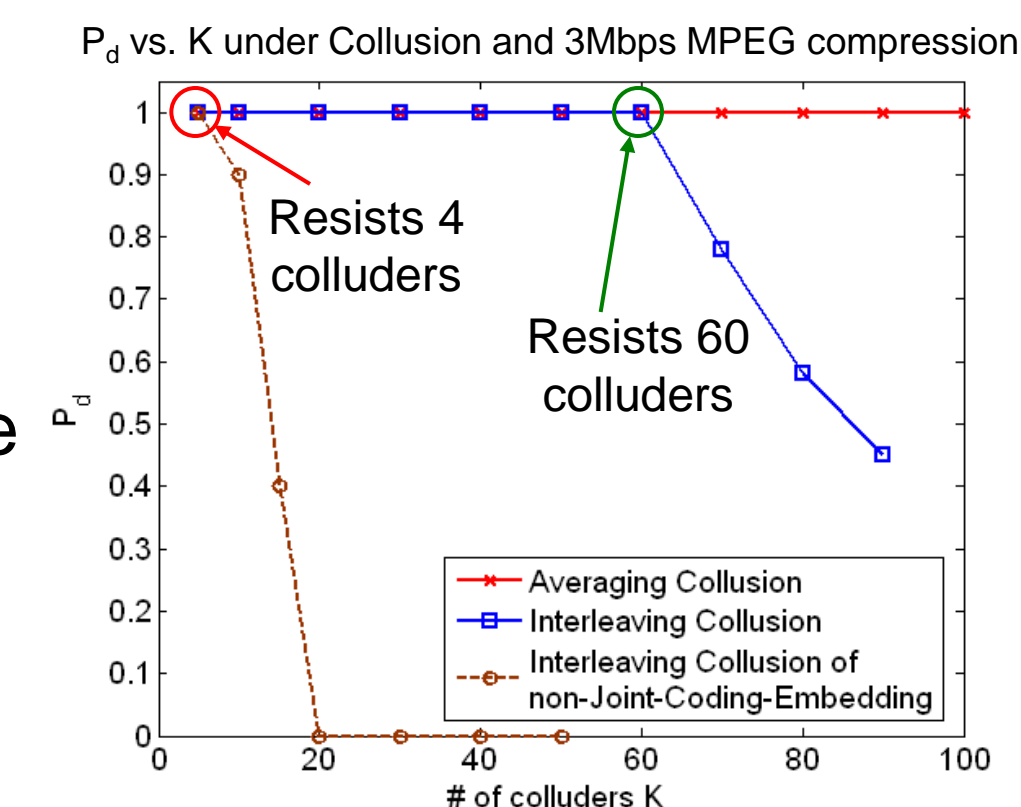 P_d vs. K under Collusion and 3Mbps MPEG compression
1
0.9
0.8
0.7
0.6
0.5
0.4
0.3
0.2
0.1
0
P_d
e
Resists 4
colluders
Resists 60
colluders
Averaging Collusion
Interleaving Collusion
Interleaving Collusion of
non-Joint-Coding-Embedding
0 20 40 60 80 100
# of colluders K